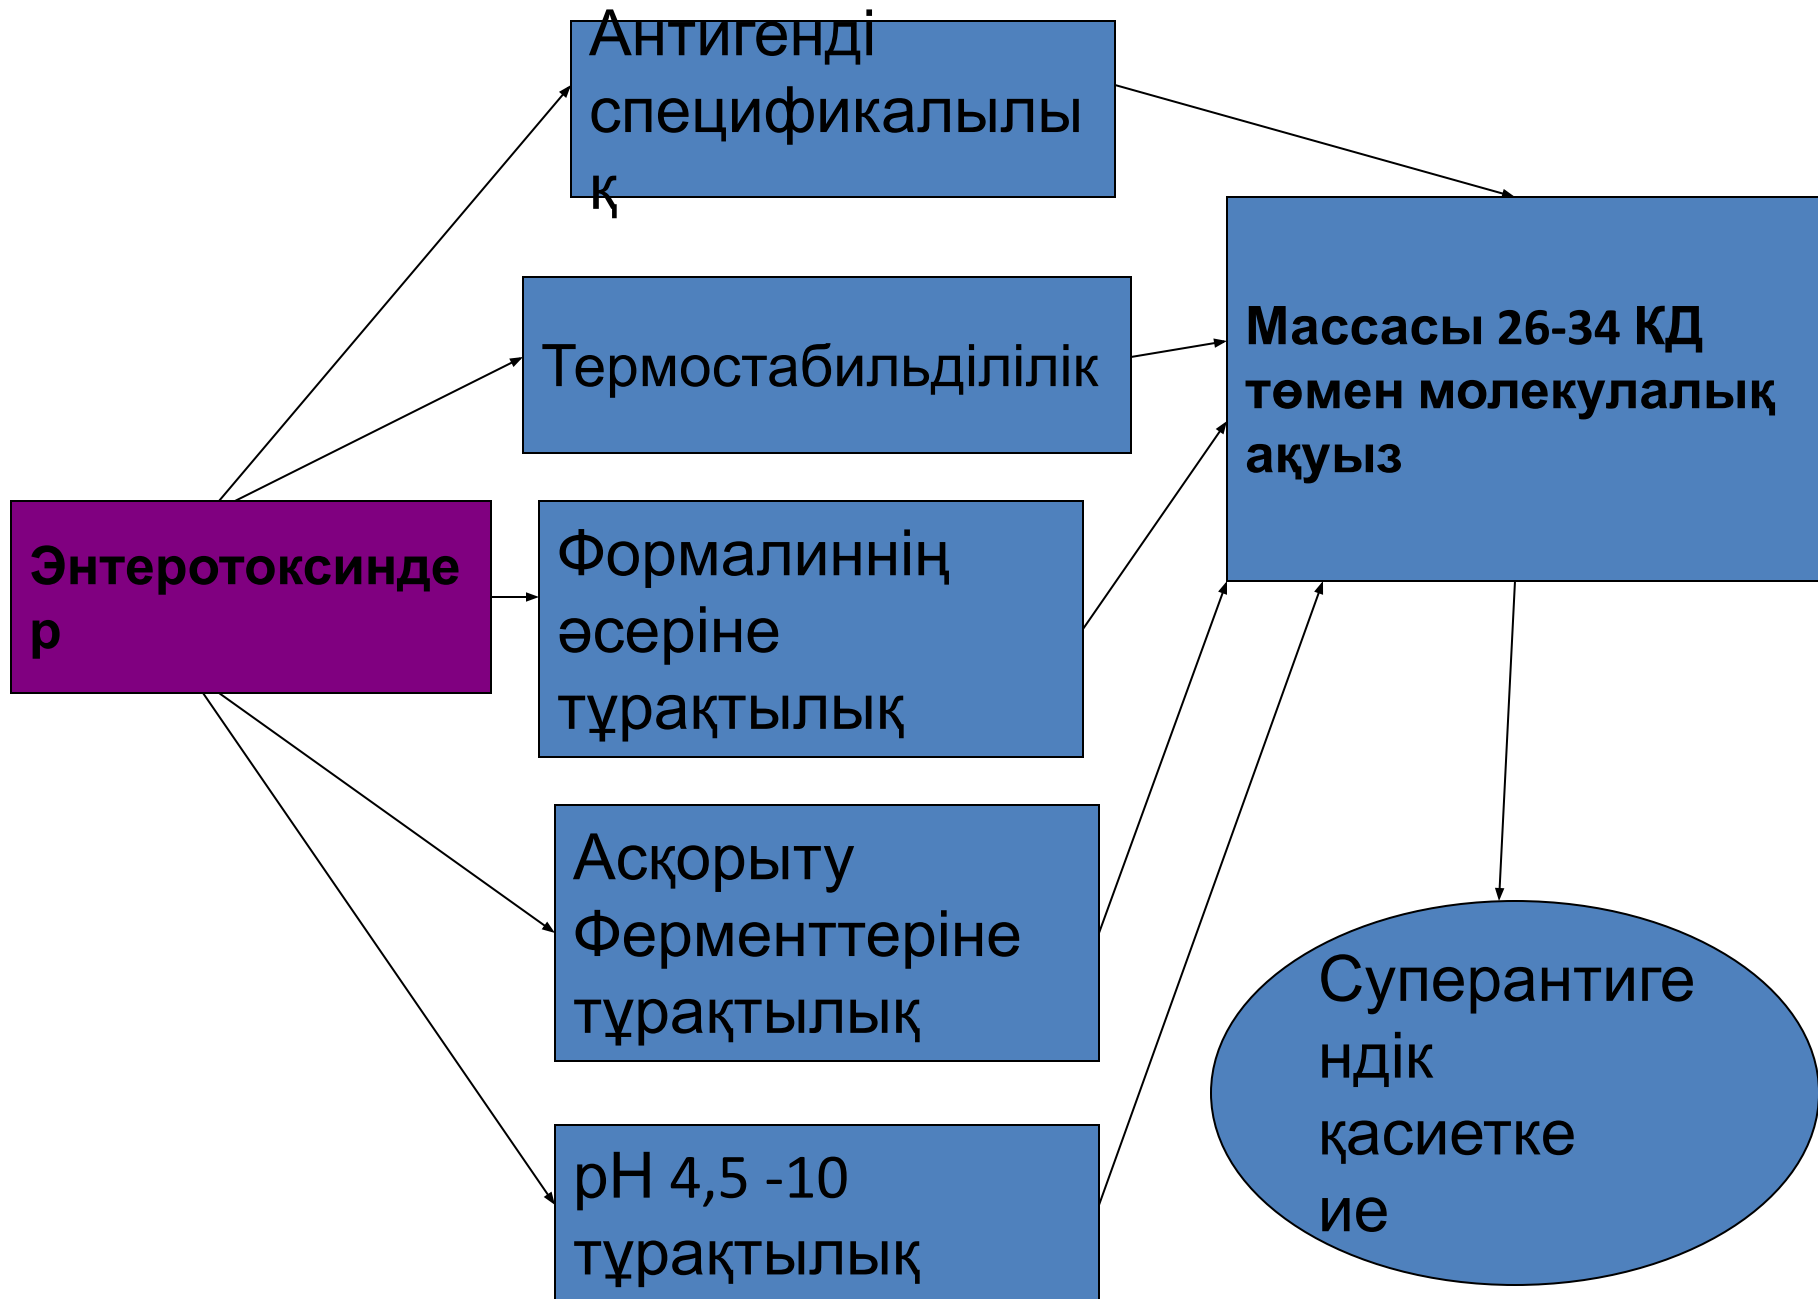 Антигенді
спецификалылы
қ
Термостабильділілік
Массасы 26-34 КД
төмен молекулалық
ақуыз
Энтеротоксинде
р
Формалиннің
әсеріне
тұрақтылық
Асқорыту
Ферменттеріне
тұрақтылық
Суперантиге
ндік
қасиетке
ие
рН 4,5 -10
тұрақтылық